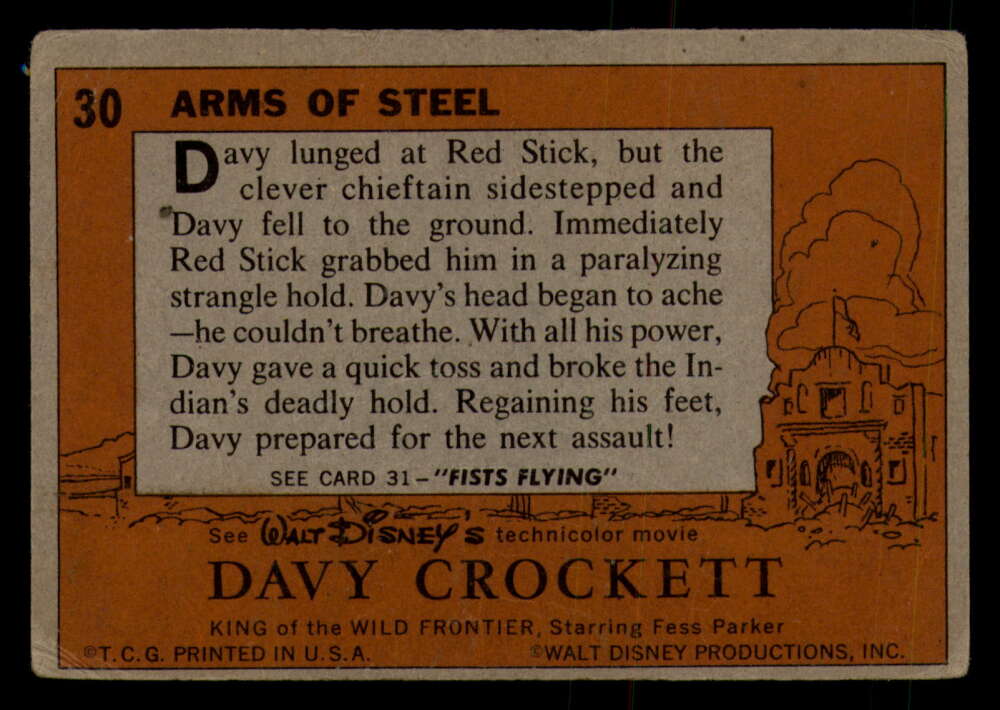 30 ARMS OF STEEL
Davy lunged at Red Stick, but the
clever chieftain sidestepped and
Davy fell to the ground. Immediately
Red Stick grabbed him in a paralyzing
strangle hold. Davy's head began to ache
—he couldn't breathe. With all his power,
Davy gave a quick toss and broke the In-
dian's deadly hold. Regaining his feet,
Davy prepared for the next assault!
SEE CARD 31-"FISTS FLYING"
See WALT DISNEY'S technicolor movie
DAVY CROCKETT
KING of the WILD FRONTIER, Starring Fess Parker
©T.C.G. PRINTED IN U.S.A. ©WALT DISNEY PRODUCTIONS, INC.